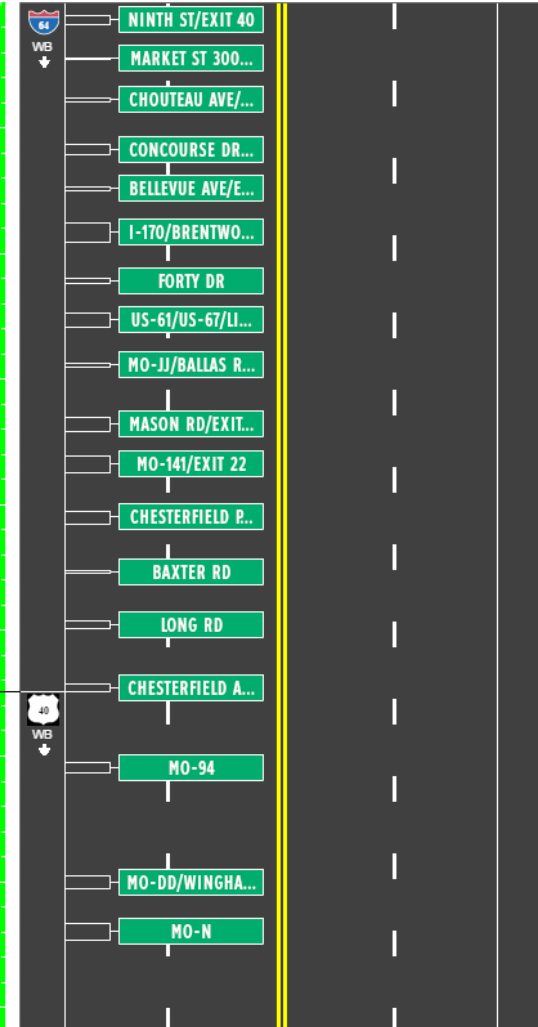 64
WB
NINTH ST/EXIT 40
MARKET ST 300...
CHOUTEAU AVE/...
CONCOURSE DR...
BELLEVUE AVE/E...
I-170/BRENTWO...
FORTY DR
US-61/US-67/LI...
MO-JJ/BALLAS R...
MASON RD/EXIT...
MO-141/EXIT 22
CHESTERFIELD P...
BAXTER RD
LONG RD
CHESTERFIELD A...
40
WB
MO-94
MO-DD/WINGHA...
MO-N